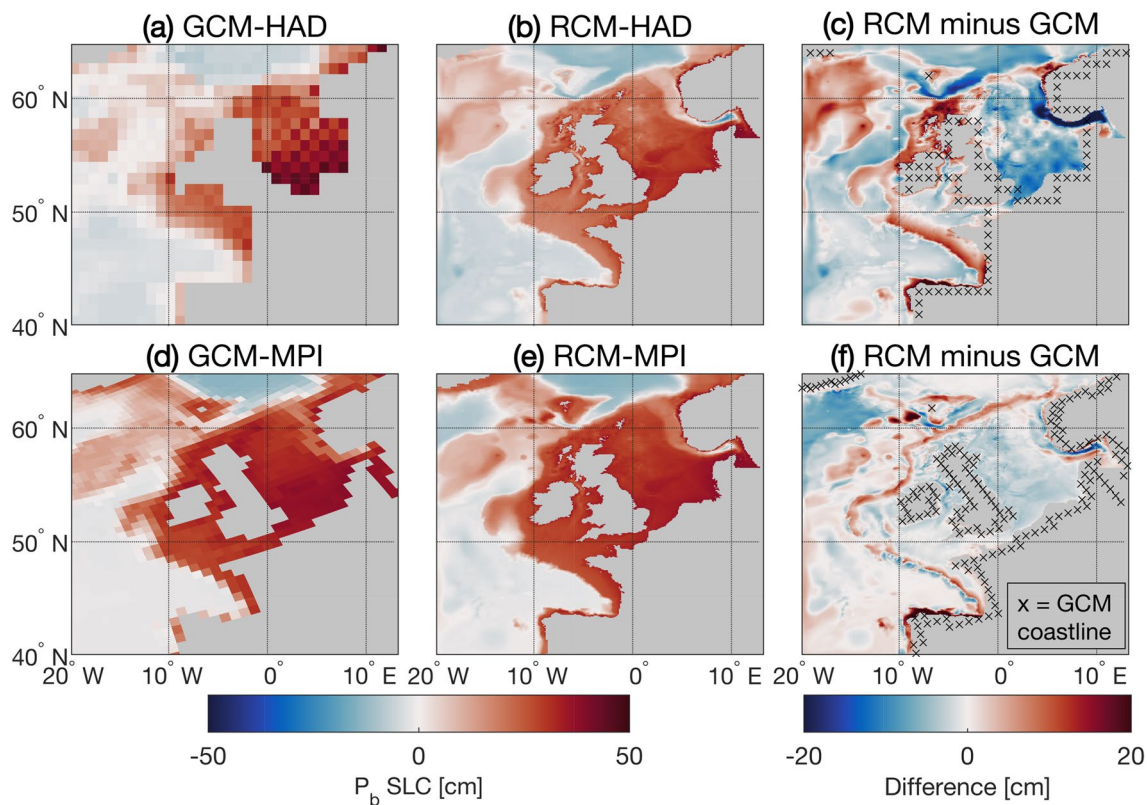 (a) GCM-HAD
(b) RCM-HAD
(c) RCM minus GCM
60° N
50° N
40° N
(d) GCM-MPI
(e) RCM-MPI
(f) RCM minus GCM
60° N
50° N
40° N
x = GCM
coastline
20° W 10° W 0° 10° E
10° W 0° 10° E
10° W 0° 10° E
-50 0 50
P_b SLC [cm]
-20 0 20
Difference [cm]